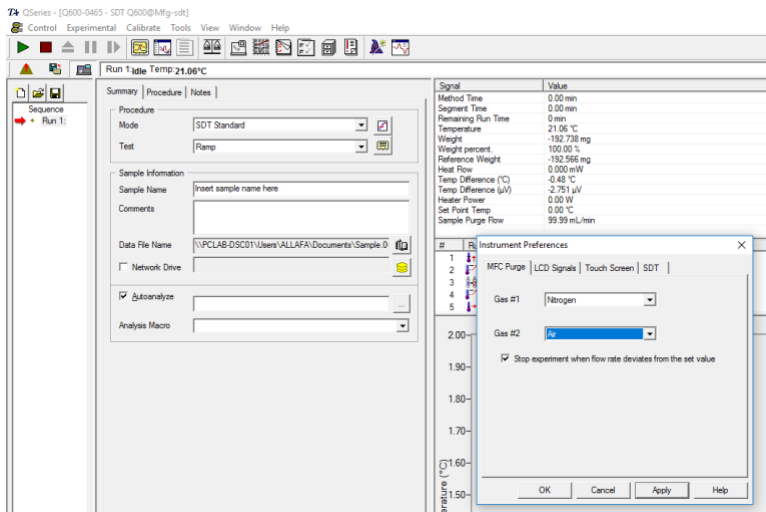 QSeries - [Q600-0465 - SDT Q600@Mfg-sdt]
Control Experimental Calibrate Tools View Window Help
Run 1: Idle Temp: 21.06°C
Sequence
Run 1:
Summary Procedure Notes
Procedure
Mode SDT Standard
Test Ramp
Sample Information
Sample Name Insert sample name here
Comments
Data File Name \\PCLAB-DSC01\Users\ALLAFA\Documents\Sample.0
Network Drive
Autoanalyze
...
Analysis Macro
Signal Value
Method Time 0.00 min
Segment Time 0.00 min
Remaining Run Time 0 min
Temperature 21.06 °C
Weight -192.738 mg
Weight percent. 100.00 %
Reference Weight -192.566 mg
Heat Flow 0.000 mW
Temp Difference (°C) -0.48 °C
Temp Difference (µV) -2.751 µV
Heater Power 0.00 W
Set Point Temp 0.00 °C
Sample Purge Flow 99.99 mL/min
#
1
2
3
4
5
2.00
1.90
1.80
1.70
1.60
1.50
erature (°C)
Instrument Preferences
MFC Purge LCD Signals Touch Screen SDT
Gas #1 Nitrogen
Gas #2 Air
Stop experiment when flow rate deviates from the set value
OK Cancel Apply Help